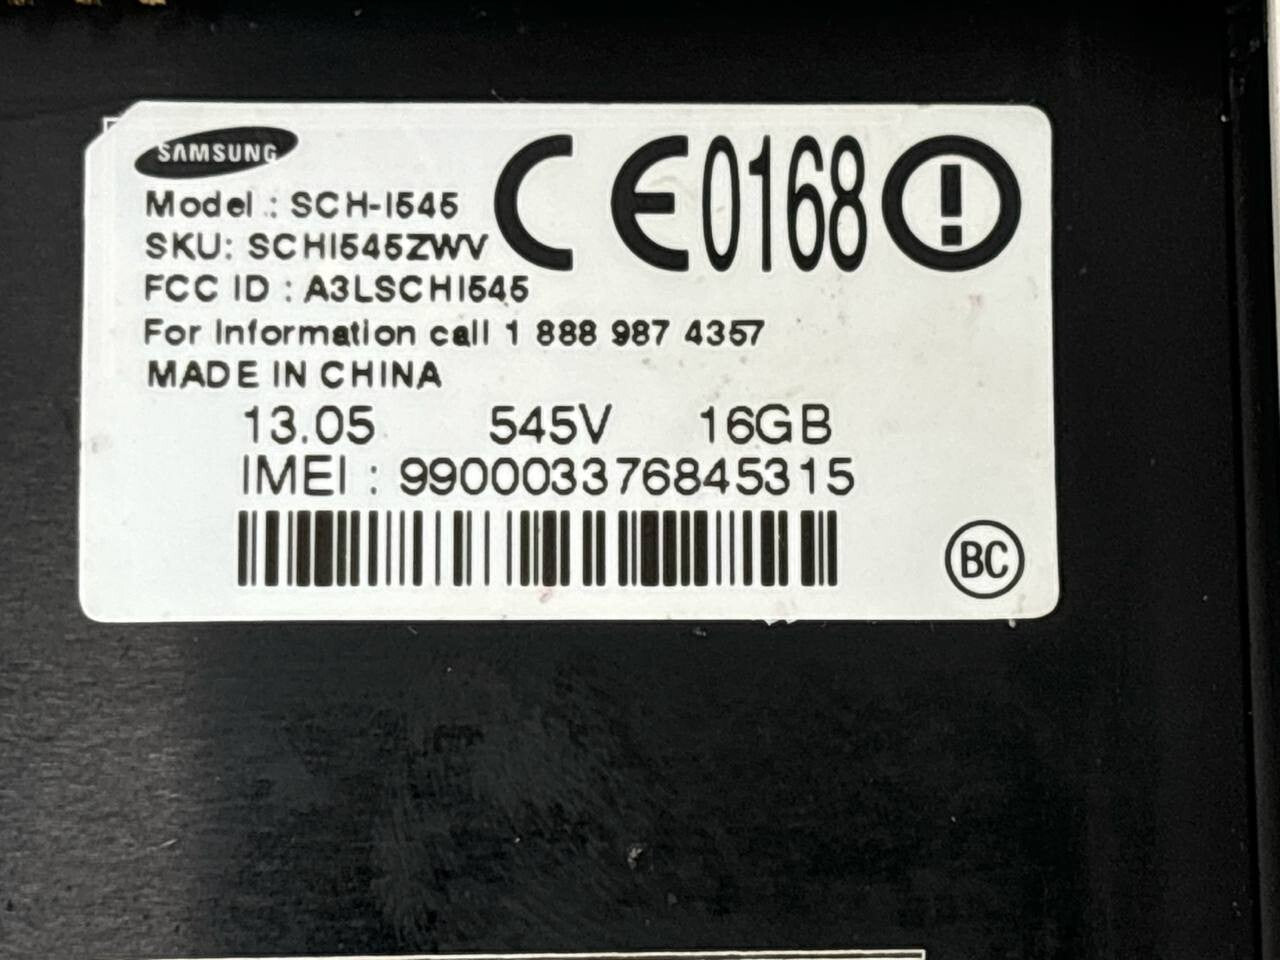 SAMSUNG
Model : SCH-I545
SKU: SCHI545ZWV
FCC ID : A3LSCHI545
CE0168
For Information call 1 888 987 4357
MADE IN CHINA
13.05 545V 16GB
IMEI : 990003376845315
BC